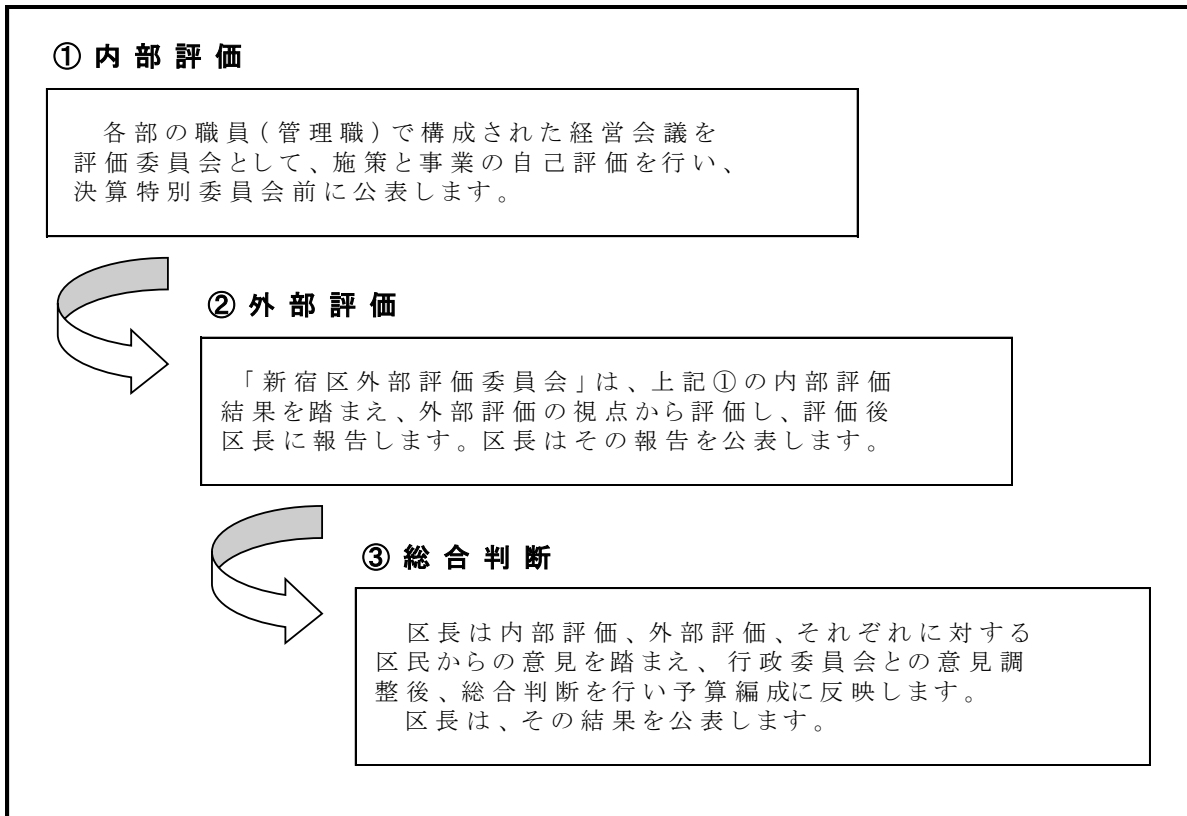 ①内部評価
各部の職員（管理職）で構成された経営会議を
評価委員会として、施策と事業の自己評価を行い、
決算特別委員会前に公表します。
②外部評価
「新宿区外部評価委員会」は、上記①の内部評価
結果を踏まえ、外部評価の視点から評価し、評価後
区長に報告します。区長はその報告を公表します。
③総合判断
区長は内部評価、外部評価、それぞれに対する
区民からの意見を踏まえ、行政委員会との意見調
整後、総合判断を行い予算編成に反映します。
区長は、その結果を公表します。